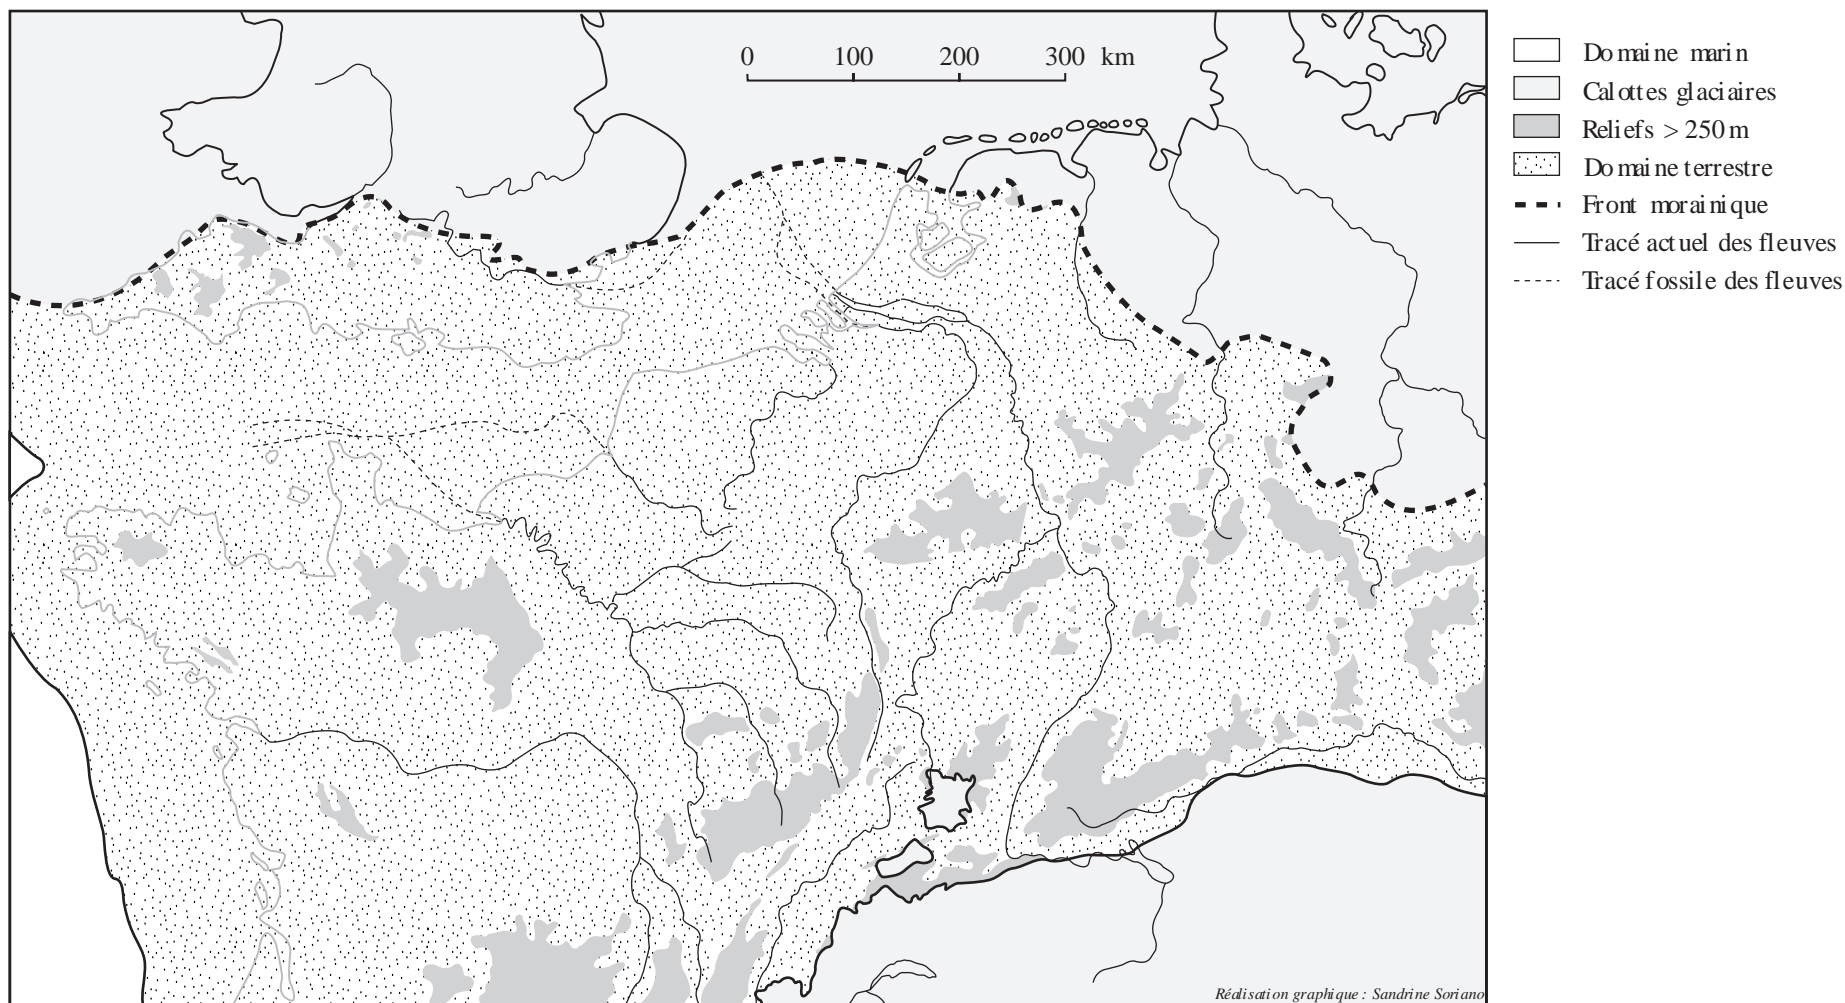 0 100 200 300 km
Domaine marin
Calottes glaciaires
Reliefs > 250 m
Domaine terrestre
Front morainique
Tracé actuel des fleuves
Tracé fossile des fleuves
Réalisation graphique : Sandrine Soriano